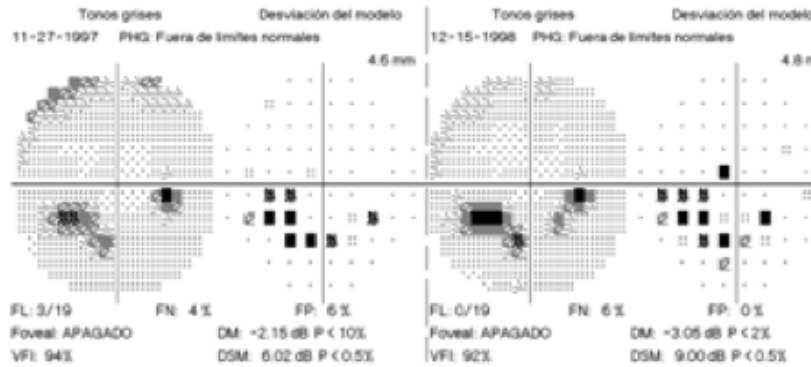 Tonos grises Desviación del modelo
11-27-1997 PHG: Fuera de limites normales
4.6 mm
FL: 3/19 FN: 4% FP: 6%
Foveal: APAGADO DM: -2.15 dB P < 10%
VFI: 94% DSM: 6.02 dB P < 0.5%
Tonos grises Desviación del modelo
12-15-1998 PHG: Fuera de limites normales
4.8 m
FL: 0/19 FN: 6% FP: 0%
Foveal: APAGADO DM: -3.05 dB P < 2%
VFI: 92% DSM: 9.00 dB P < 0.5%